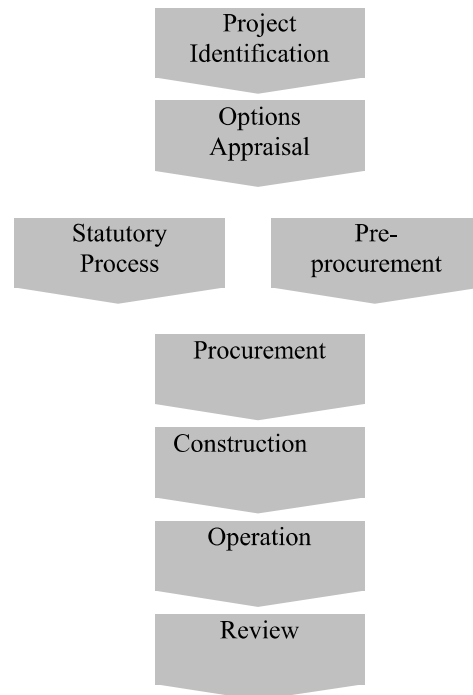 Project
Identification
Options
Appraisal
Statutory
Process
Pre-
procurement
Procurement
Construction
Operation
Review